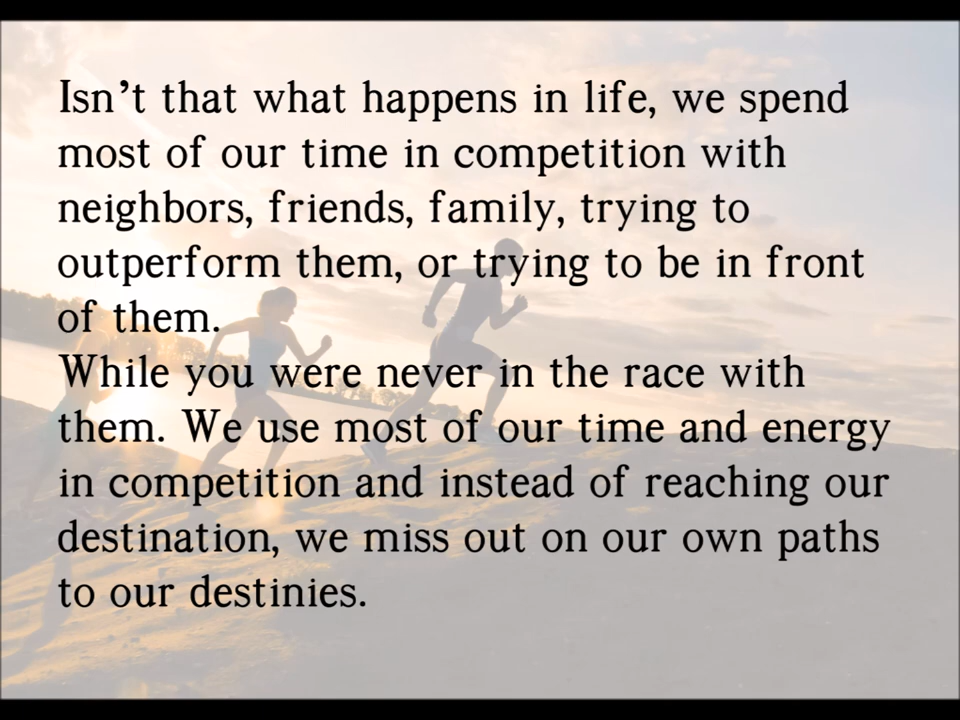 Isn’t that what happens in life, we spend
most of our time in competition with
neighbors, friends, family, trying to
outperform them, or trying to be in front
of them.
While you were never in the race with
them. We use most of our time and energy
in competition and instead of reaching our
destination, we miss out on our own paths
to our destinies.